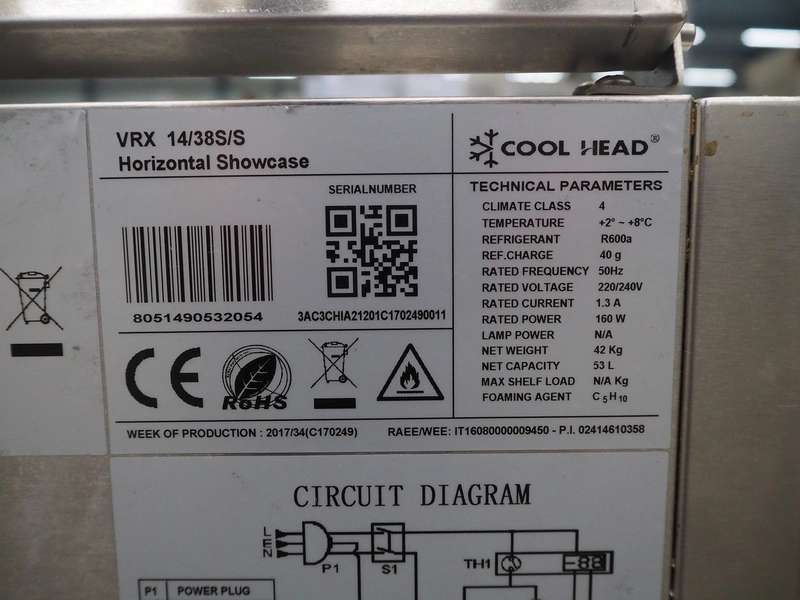 VRX 14/38S/S
Horizontal Showcase
COOL HEAD®
SERIALNUMBER
8051490532054
3AC3CHIA21201C1702490011
TECHNICAL PARAMETERS
CLIMATE CLASS 4
TEMPERATURE +2° ~ +8°C
REFRIGERANT R600a
REF.CHARGE 40 g
RATED FREQUENCY 50Hz
RATED VOLTAGE 220/240V
RATED CURRENT 1.3 A
RATED POWER 160 W
LAMP POWER N/A
NET WEIGHT 42 Kg
NET CAPACITY 53 L
MAX SHELF LOAD N/A Kg
FOAMING AGENT C5H10
CE RoHS
WEEK OF PRODUCTION : 2017/34(C170249) RAEE/WEE: IT16080000009450 - P.I. 02414610358
CIRCUIT DIAGRAM
L
E
N
P1 S1 TH1 -88
P1 POWER PLUG